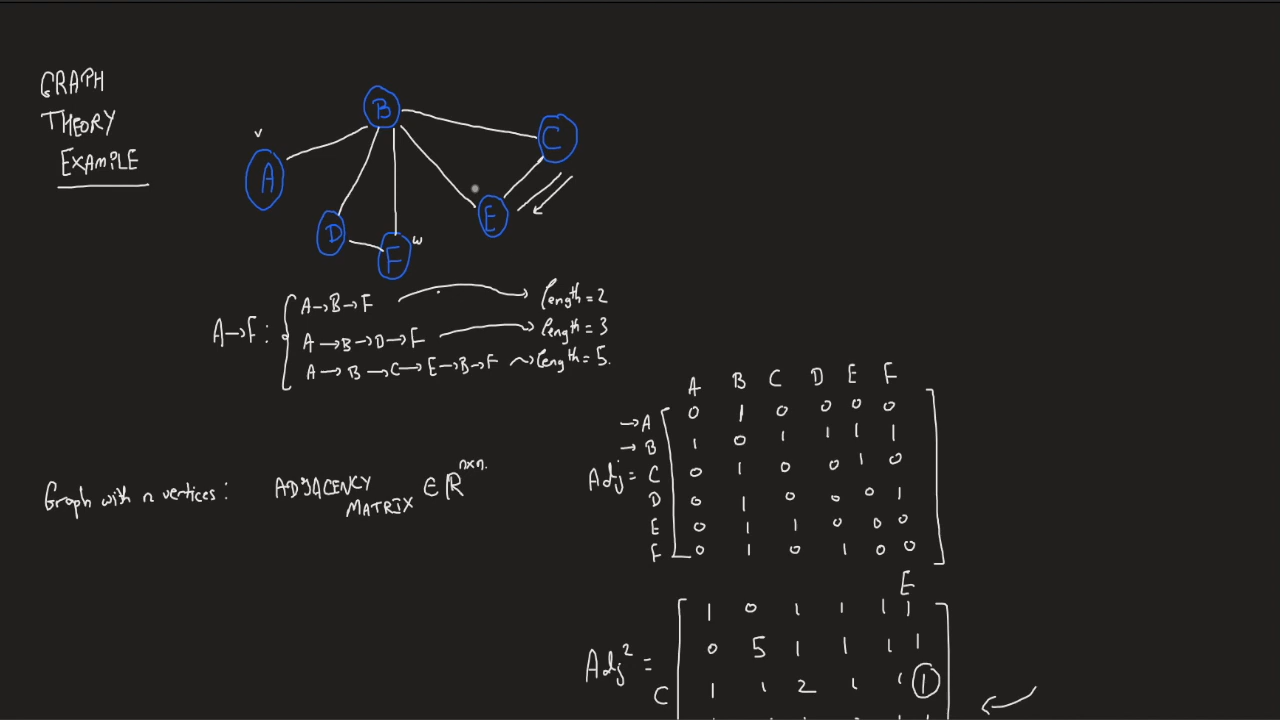 GRAPH
THEORY
EXAMPLE
B
C
v
A
E
D
w
F
A→F:
A→B→F length=2
A→B→D→F length=3
A→B→C→E→B→F length=5.
A B C D E F
→A 0 1 0 0 0 0
→B 1 0 1 1 1 1
Adj = C 0 1 0 0 1 0
D 0 1 0 0 0 1
E 0 1 1 0 0 0
F 0 1 0 1 0 0
Graph with n vertices: ADJACENCY
MATRIX ∈ ℝⁿˣⁿ.
E
1 0 1 1 1 1
0 5 1 1 1 1
Adj² =
C 1 1 2 1 1 1